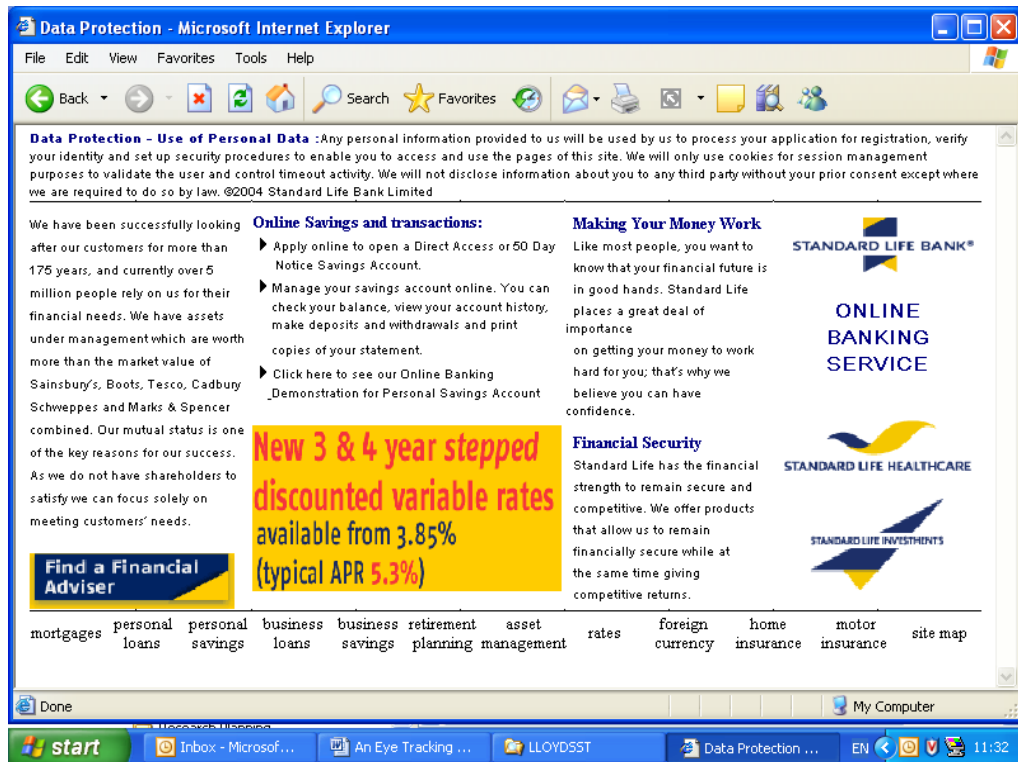 Data Protection - Microsoft Internet Explorer
File Edit View Favorites Tools Help
Back Search Favorites
Data Protection - Use of Personal Data :Any personal information provided to us will be used by us to process your application for registration, verify
your identity and set up security procedures to enable you to access and use the pages of this site. We will only use cookies for session management
purposes to validate the user and control timeout activity. We will not disclose information about you to any third party without your prior consent except where
we are required to do so by law. ©2004 Standard Life Bank Limited
We have been successfully looking
after our customers for more than
175 years, and currently over 5
million people rely on us for their
financial needs. We have assets
under management which are worth
more than the market value of
Sainsbury's, Boots, Tesco, Cadbury
Schweppes and Marks & Spencer
combined. Our mutual status is one
of the key reasons for our success.
As we do not have shareholders to
satisfy we can focus solely on
meeting customers' needs.
Find a Financial
Adviser
Online Savings and transactions:
Apply online to open a Direct Access or 50 Day
Notice Savings Account.
Manage your savings account online. You can
check your balance, view your account history,
make deposits and withdrawals and print
copies of your statement.
Click here to see our Online Banking
_Demonstration for Personal Savings Account
New 3 & 4 year stepped
discounted variable rates
available from 3.85%
(typical APR 5.3%)
Making Your Money Work
Like most people, you want to
know that your financial future is
in good hands. Standard Life
places a great deal of
importance
on getting your money to work
hard for you; that's why we
believe you can have
confidence.
Financial Security
Standard Life has the financial
strength to remain secure and
competitive. We offer products
that allow us to remain
financially secure while at
the same time giving
competitive returns.
STANDARD LIFE BANK®
ONLINE
BANKING
SERVICE
STANDARD LIFE HEALTHCARE
STANDARD LIFE INVESTMENTS
mortgages personal loans personal savings business loans business savings retirement planning asset management rates foreign currency home insurance motor insurance site map
Done My Computer
Research Planning
start Inbox - Microsof... An Eye Tracking ... LLOYDSST Data Protection ... EN 11:32